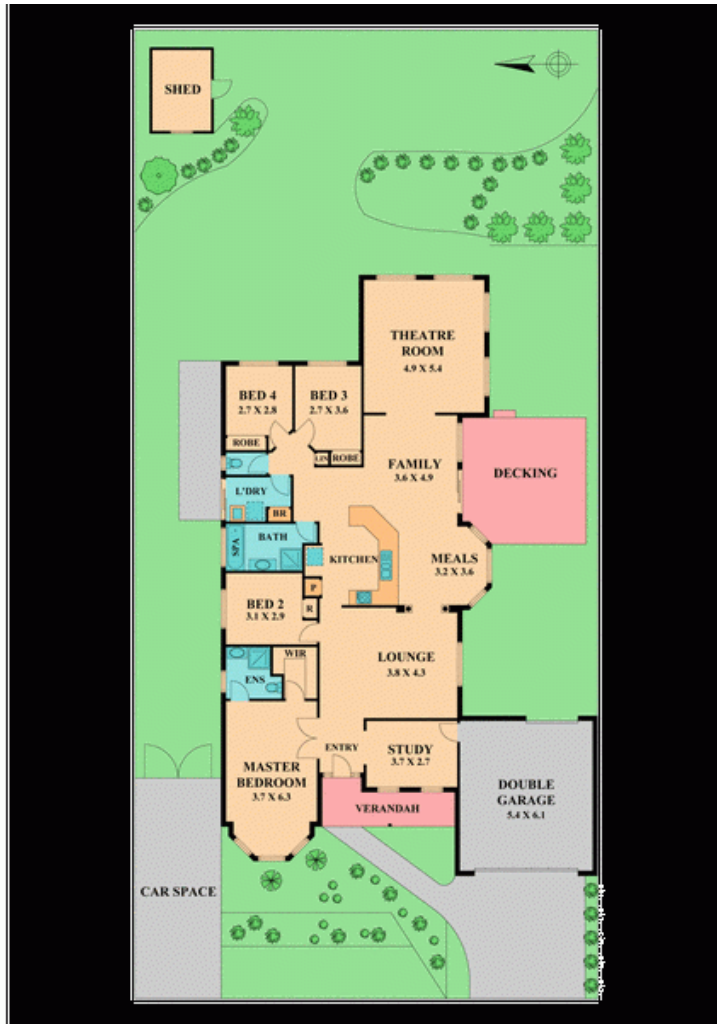 SHED
THEATRE
ROOM
4.9 X 5.4
BED 4
2.7 X 2.8
BED 3
2.7 X 3.6
ROBE
LIN
ROBE
FAMILY
3.6 X 4.9
DECKING
L'DRY
BR
SPA
BATH
KITCHEN
MEALS
3.2 X 3.6
P
BED 2
3.1 X 2.9
R
WIR
ENS
LOUNGE
3.8 X 4.3
ENTRY
STUDY
3.7 X 2.7
MASTER
BEDROOM
3.7 X 6.3
DOUBLE
GARAGE
5.4 X 6.1
VERANDAH
CAR SPACE